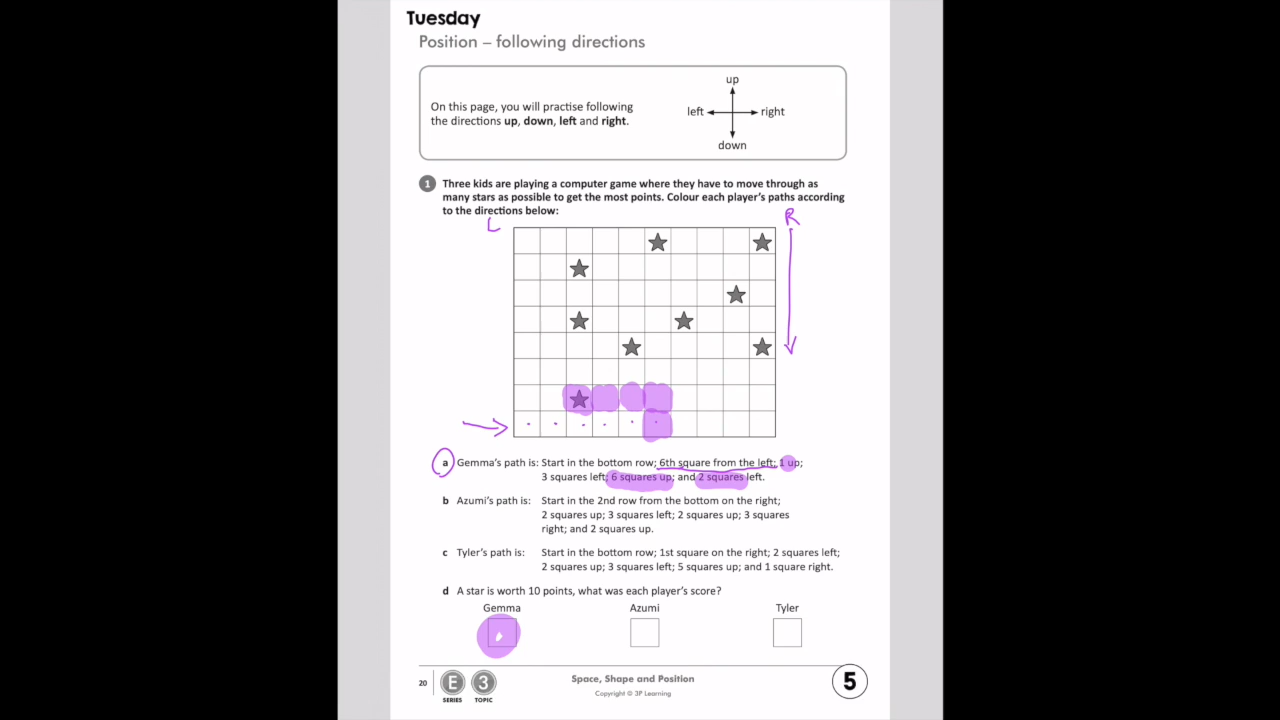 Tuesday
Position – following directions
up
On this page, you will practise following
left right
the directions up, down, left and right.
down
1 Three kids are playing a computer game where they have to move through as
many stars as possible to get the most points. Colour each player's paths according
to the directions below:
L R
a Gemma's path is: Start in the bottom row; 6th square from the left; 1 up;
3 squares left; 6 squares up; and 2 squares left.
b Azumi's path is: Start in the 2nd row from the bottom on the right;
2 squares up; 3 squares left; 2 squares up; 3 squares
right; and 2 squares up.
c Tyler's path is: Start in the bottom row; 1st square on the right; 2 squares left;
2 squares up; 3 squares left; 5 squares up; and 1 square right.
d A star is worth 10 points, what was each player's score?
Gemma Azumi Tyler
20 E 3 Space, Shape and Position 5
SERIES TOPIC Copyright © 3P Learning